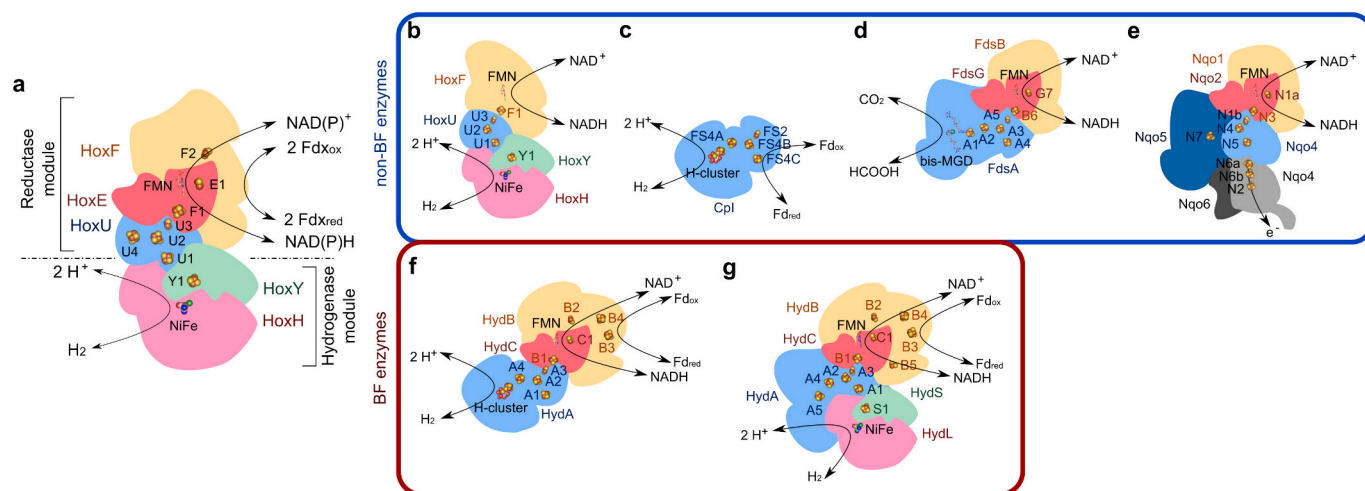 a
Reductase module
HoxF
HoxE
HoxU
HoxY
HoxH
Hydrogenase module
F2
FMN
E1
F1
U3
U4
U2
U1
Y1
NiFe
NAD(P)+
2 Fdxox
2 Fdxred
NAD(P)H
2 H+
H2
non-BF enzymes
b
HoxF
FMN
F1
U3
HoxU
U2
U1
Y1
HoxY
NiFe
HoxH
NAD+
NADH
2 H+
H2
c
2 H+
FS4A
FS2
FS4B
FS4C
H-cluster
H2
CpI
Fdox
Fdred
d
FdsB
FdsG
FMN
G7
NAD+
NADH
CO2
A5
B6
A3
A2
A4
A1
bis-MGD
FdsA
HCOOH
e
Nqo1
Nqo2
FMN
NAD+
N1a
N1b
N3
NADH
N4
N7
N5
Nqo5
Nqo4
N6a
N6b
N2
Nqo4
Nqo6
e-
BF enzymes
f
HydB
B2
B4
FMN
C1
B3
HydC
B1
A4
A3
A2
A1
H-cluster
HydA
NAD+
Fdox
Fdred
NADH
2 H+
H2
g
HydB
B2
B4
FMN
C1
B3
HydC
B1
B5
A2
A3
A4
A1
A5
HydA
HydS
S1
NiFe
HydL
NAD+
Fdox
Fdred
NADH
2 H+
H2